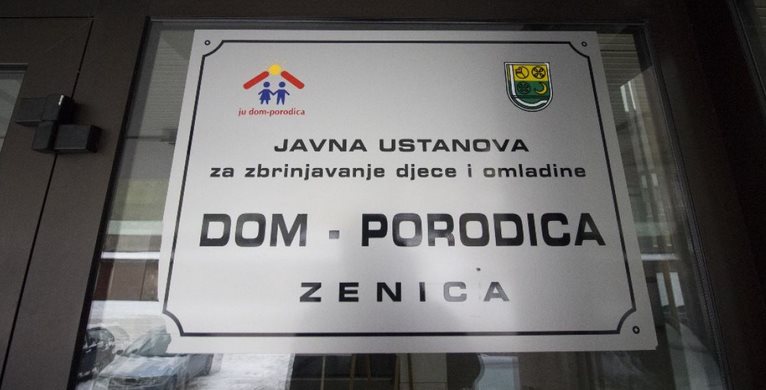 ju dom-porodica
JAVNA USTANOVA
za zbrinjavanje djece i omladine
DOM - PORODICA
ZENICA